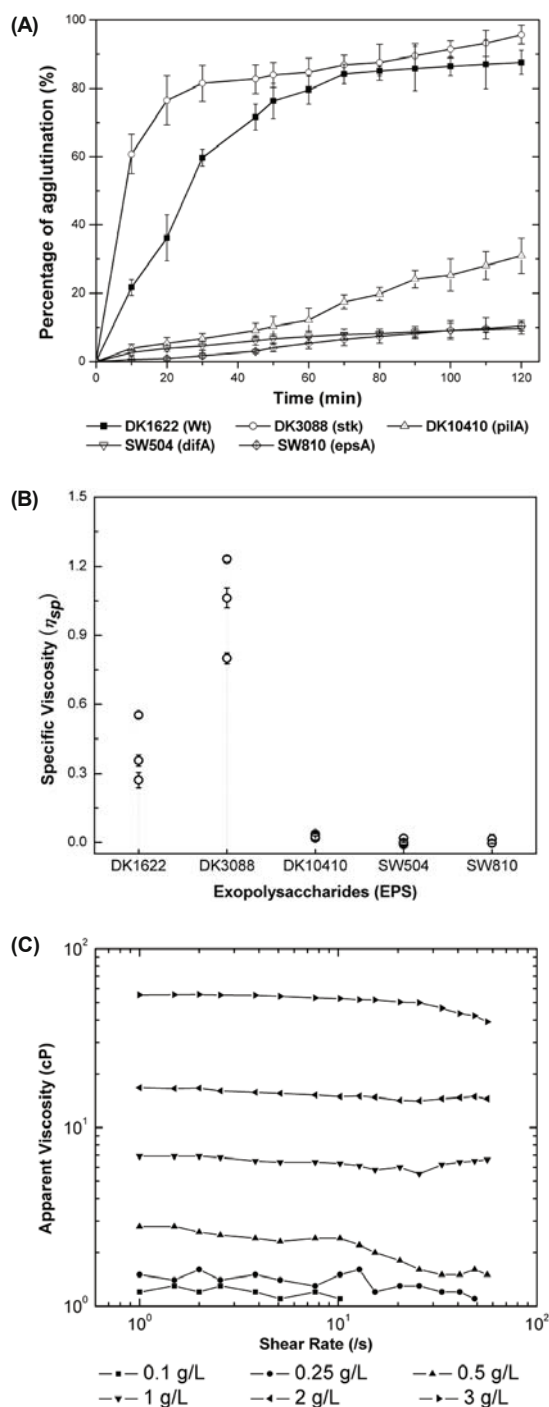 (A)
Percentage of agglutination (%)
100
80
60
40
20
0
0 20 40 60 80 100 120
Time (min)
DK1622 (Wt) DK3088 (stk) DK10410 (pilA)
SW504 (difA) SW810 (epsA)
(B)
Specific Viscosity (ηsp)
1.5
1.2
0.9
0.6
0.3
0.0
DK1622 DK3088 DK10410 SW504 SW810
Exopolysaccharides (EPS)
(C)
Apparent Viscosity (cP)
10²
10¹
10⁰
10⁰ 10¹ 10²
Shear Rate (/s)
0.1 g/L 0.25 g/L 0.5 g/L
1 g/L 2 g/L 3 g/L